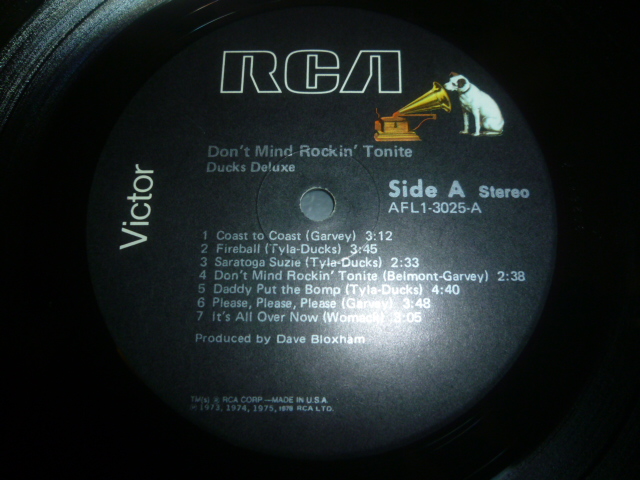 RCA
Don't Mind Rockin' Tonite
Ducks Deluxe
Victor
Side A Stereo
AFL1-3025-A
1 Coast to Coast (Garvey) 3:12
2 Fireball (Tyla-Ducks) 3:45
3 Saratoga Suzie (Tyla-Ducks) 2:33
4 Don't Mind Rockin' Tonite (Belmont-Garvey) 2:38
5 Daddy Put the Bomp (Tyla-Ducks) 4:40
6 Please, Please, Please (Garvey) 3:48
7 It's All Over Now (Womack) 3:05
Produced by Dave Bloxham
TM(s) ® RCA CORP.—MADE IN U.S.A.
1973, 1974, 1975, 1978 RCA LTD.